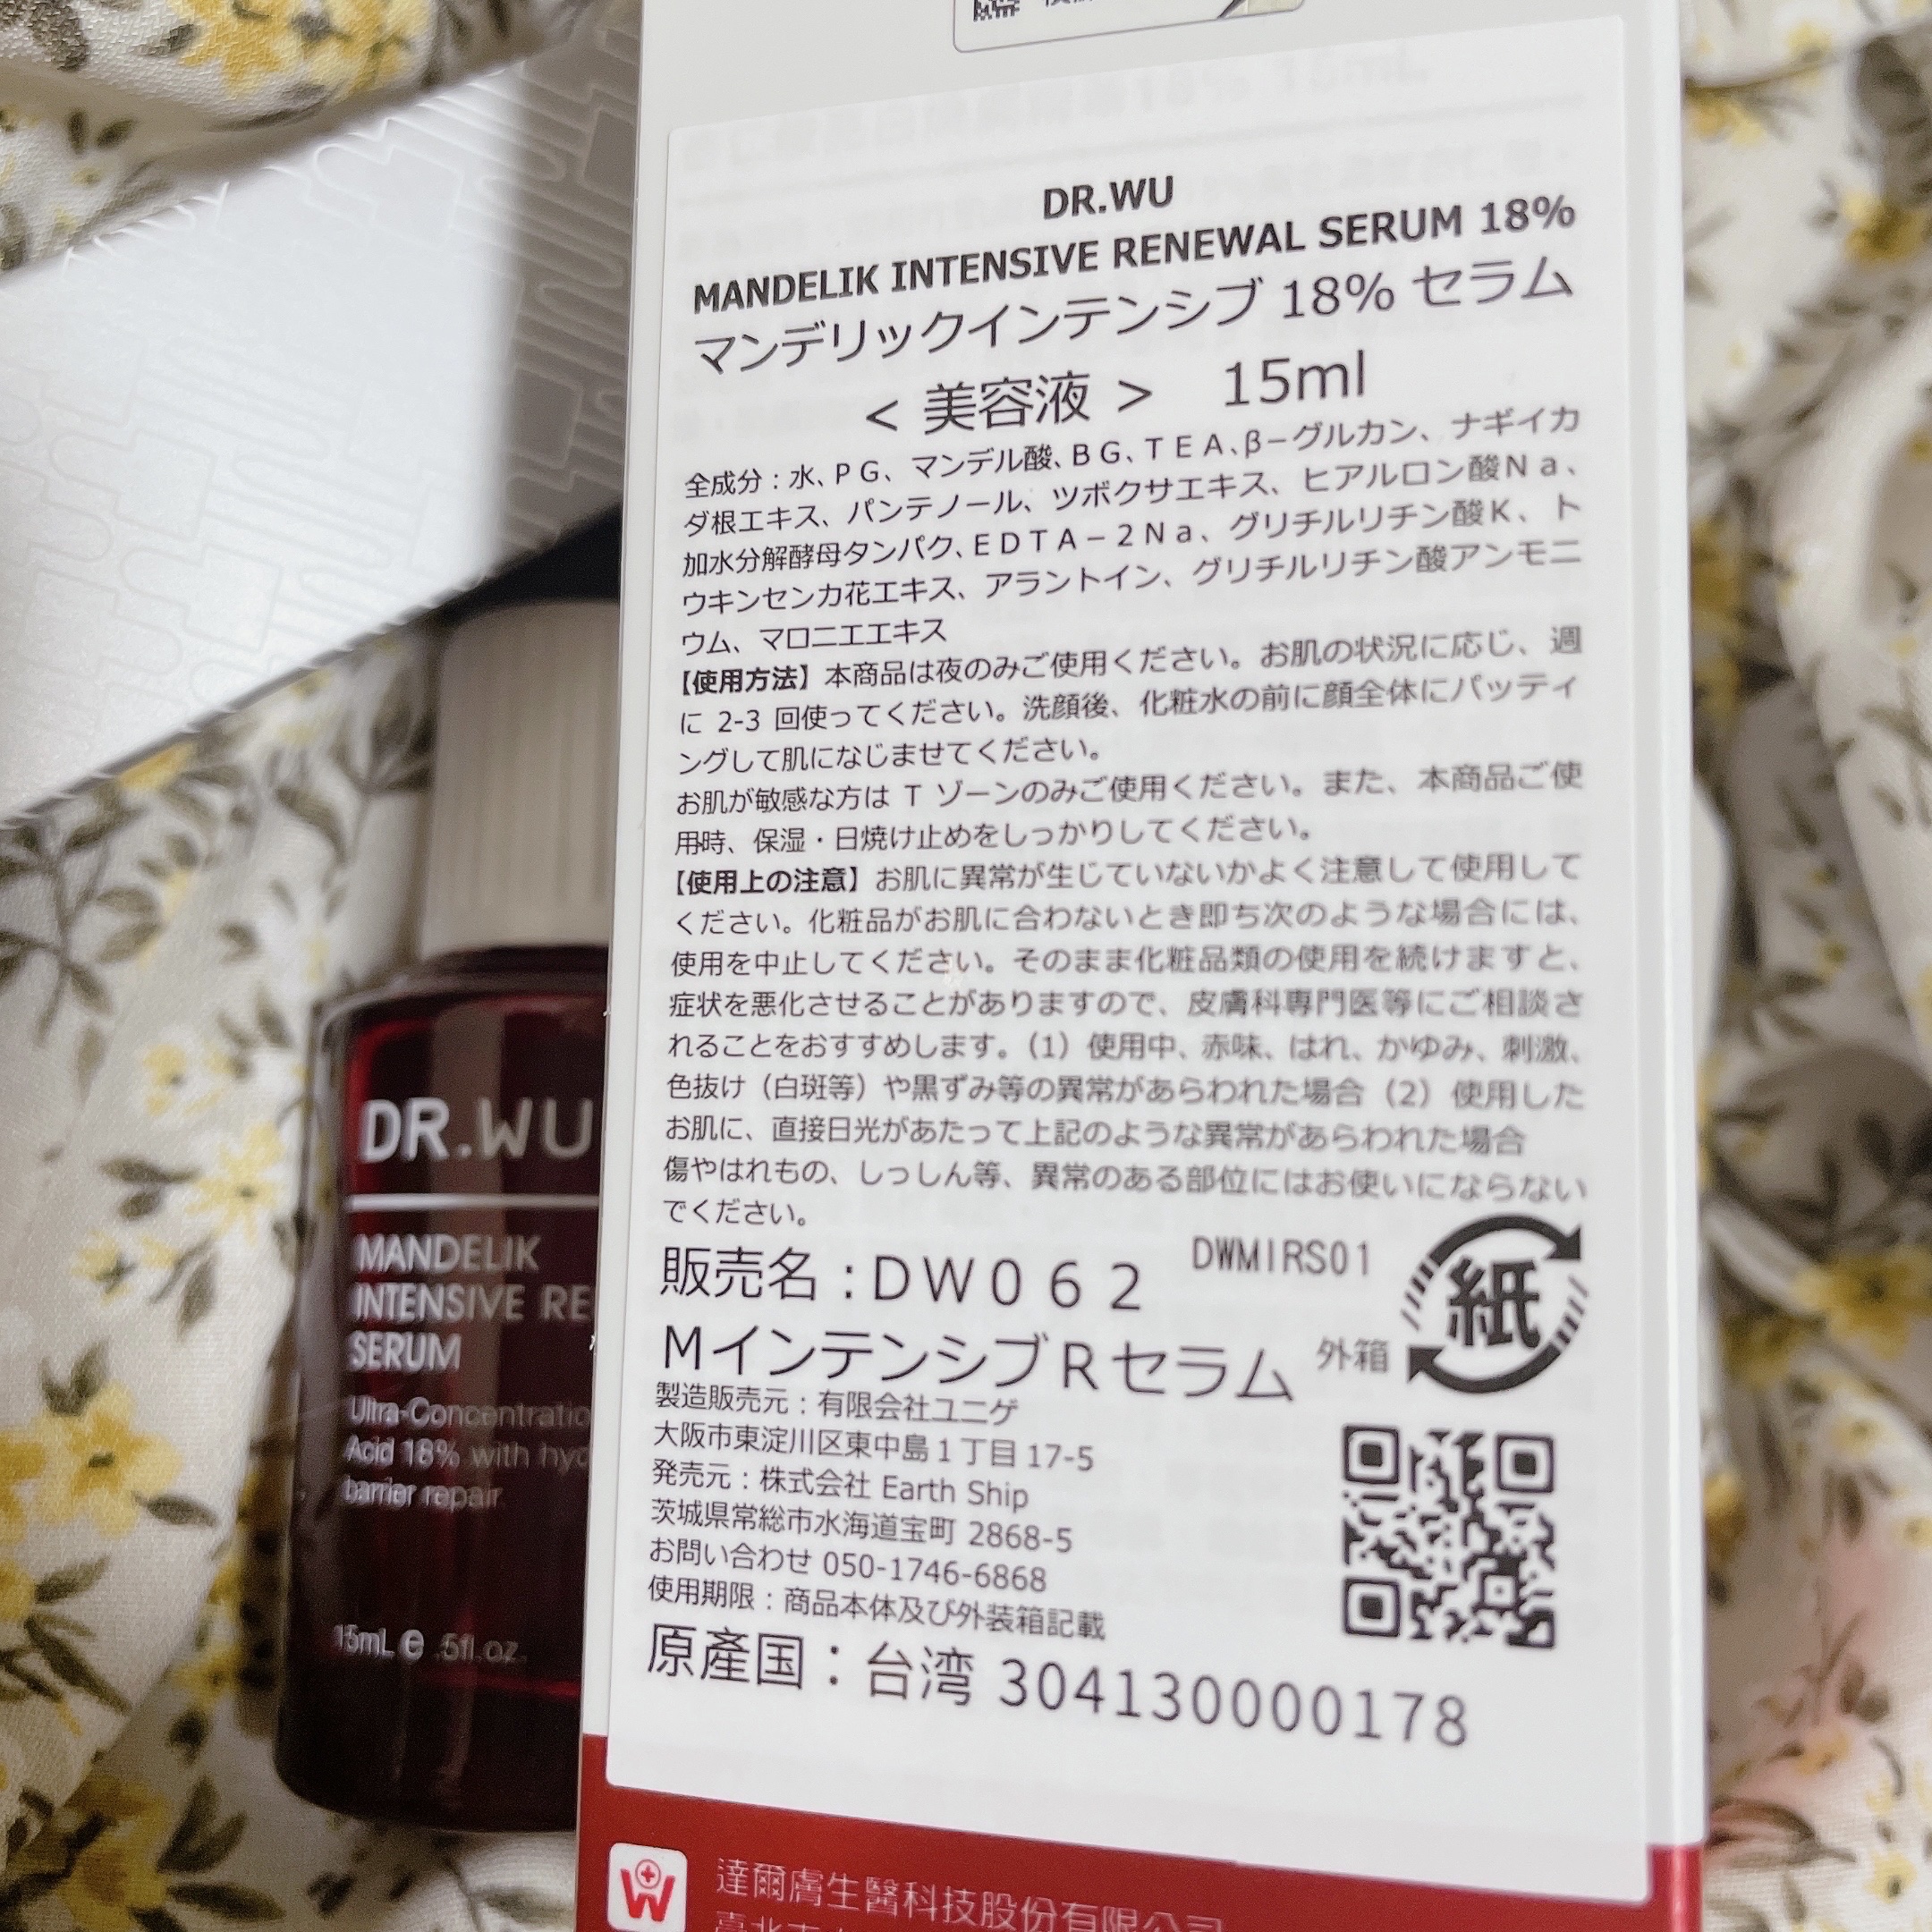 DR.WU
MANDELIK INTENSIVE RENEWAL SERUM 18%
マンデリックインテンシブ 18% セラム
＜ 美容液 ＞ 15ml
全成分：水、PG、マンデル酸、BG、TEA、β－グルカン、ナギイカ
ダ根エキス、パンテノール、ツボクサエキス、ヒアルロン酸Na、
加水分解酵母タンパク、EDTA－2Na、グリチルリチン酸K、ト
ウキンセンカ花エキス、アラントイン、グリチルリチン酸アンモニ
ウム、マロニエエキス
【使用方法】本商品は夜のみご使用ください。お肌の状況に応じ、週
に 2-3 回使ってください。洗顔後、化粧水の前に顔全体にパッティ
ングして肌になじませてください。
お肌が敏感な方は T ゾーンのみご使用ください。また、本商品ご使
用時、保湿・日焼け止めをしっかりしてください。
【使用上の注意】お肌に異常が生じていないかよく注意して使用して
ください。化粧品がお肌に合わないとき即ち次のような場合には、
使用を中止してください。そのまま化粧品類の使用を続けますと、
症状を悪化させることがありますので、皮膚科専門医等にご相談さ
れることをおすすめします。（1）使用中、赤味、はれ、かゆみ、刺激、
色抜け（白斑等）や黒ずみ等の異常があらわれた場合（2）使用した
お肌に、直接日光があたって上記のような異常があらわれた場合
傷やはれもの、しっしん等、異常のある部位にはお使いにならない
でください。
販売名：DW062 DWMIRS01
MインテンシブRセラム 外箱 紙
製造販売元：有限会社ユニゲ
大阪市東淀川区東中島1丁目 17-5
発売元：株式会社 Earth Ship
茨城県常総市水海道宝町 2868-5
お問い合わせ 050-1746-6868
使用期限：商品本体及び外装箱記載
原産国：台湾 304130000178
W 達爾膚生醫科技股份有限公司
DR.WU
MANDELIK
INTENSIVE RE
SERUM
Ultra-Concentratio
Acid 18% with hyd
barrier repair.
15mL e .5fl.oz.